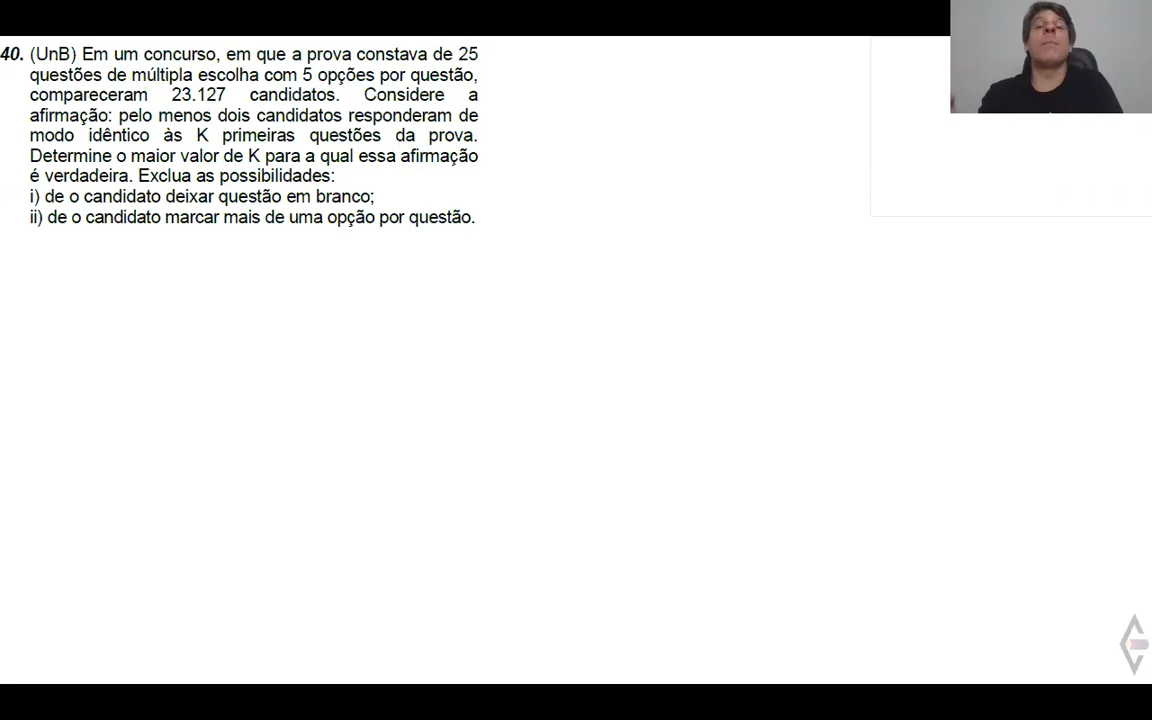 40. (UnB) Em um concurso, em que a prova constava de 25
questões de múltipla escolha com 5 opções por questão,
compareceram 23.127 candidatos. Considere a
afirmação: pelo menos dois candidatos responderam de
modo idêntico às K primeiras questões da prova.
Determine o maior valor de K para a qual essa afirmação
é verdadeira. Exclua as possibilidades:
i) de o candidato deixar questão em branco;
ii) de o candidato marcar mais de uma opção por questão.